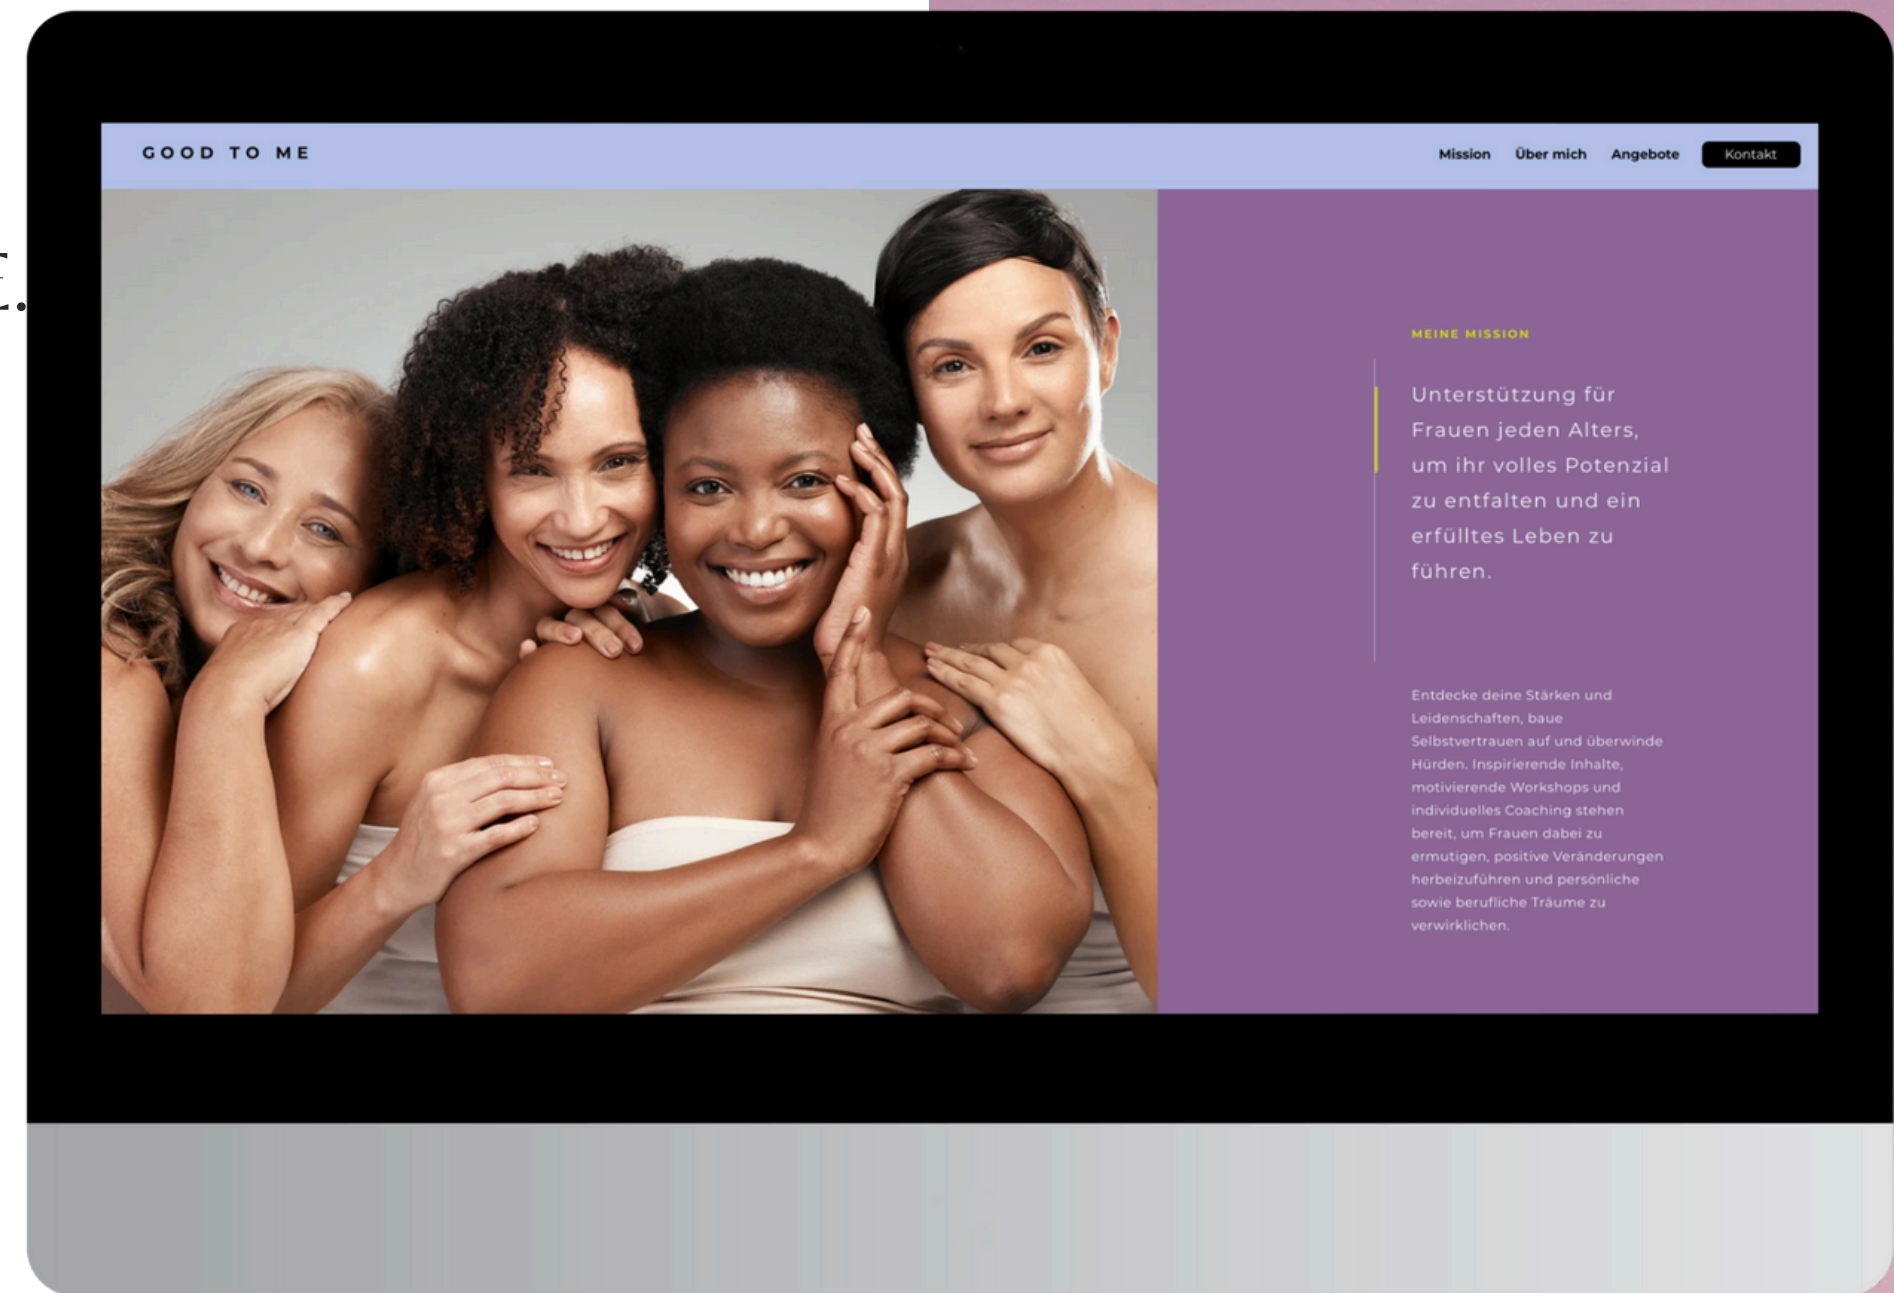 GOOD TO ME
Mission Über mich Angebote Kontakt
MEINE MISSION
Unterstützung für
Frauen jeden Alters,
um ihr volles Potenzial
zu entfalten und ein
erfülltes Leben zu
führen.
Entdecke deine Stärken und
Leidenschaften, baue
Selbstvertrauen auf und überwinde
Hürden. Inspirierende Inhalte,
motivierende Workshops und
individuelles Coaching stehen
bereit, um Frauen dabei zu
ermutigen, positive Veränderungen
herbeizuführen und persönliche
sowie berufliche Träume zu
verwirklichen.